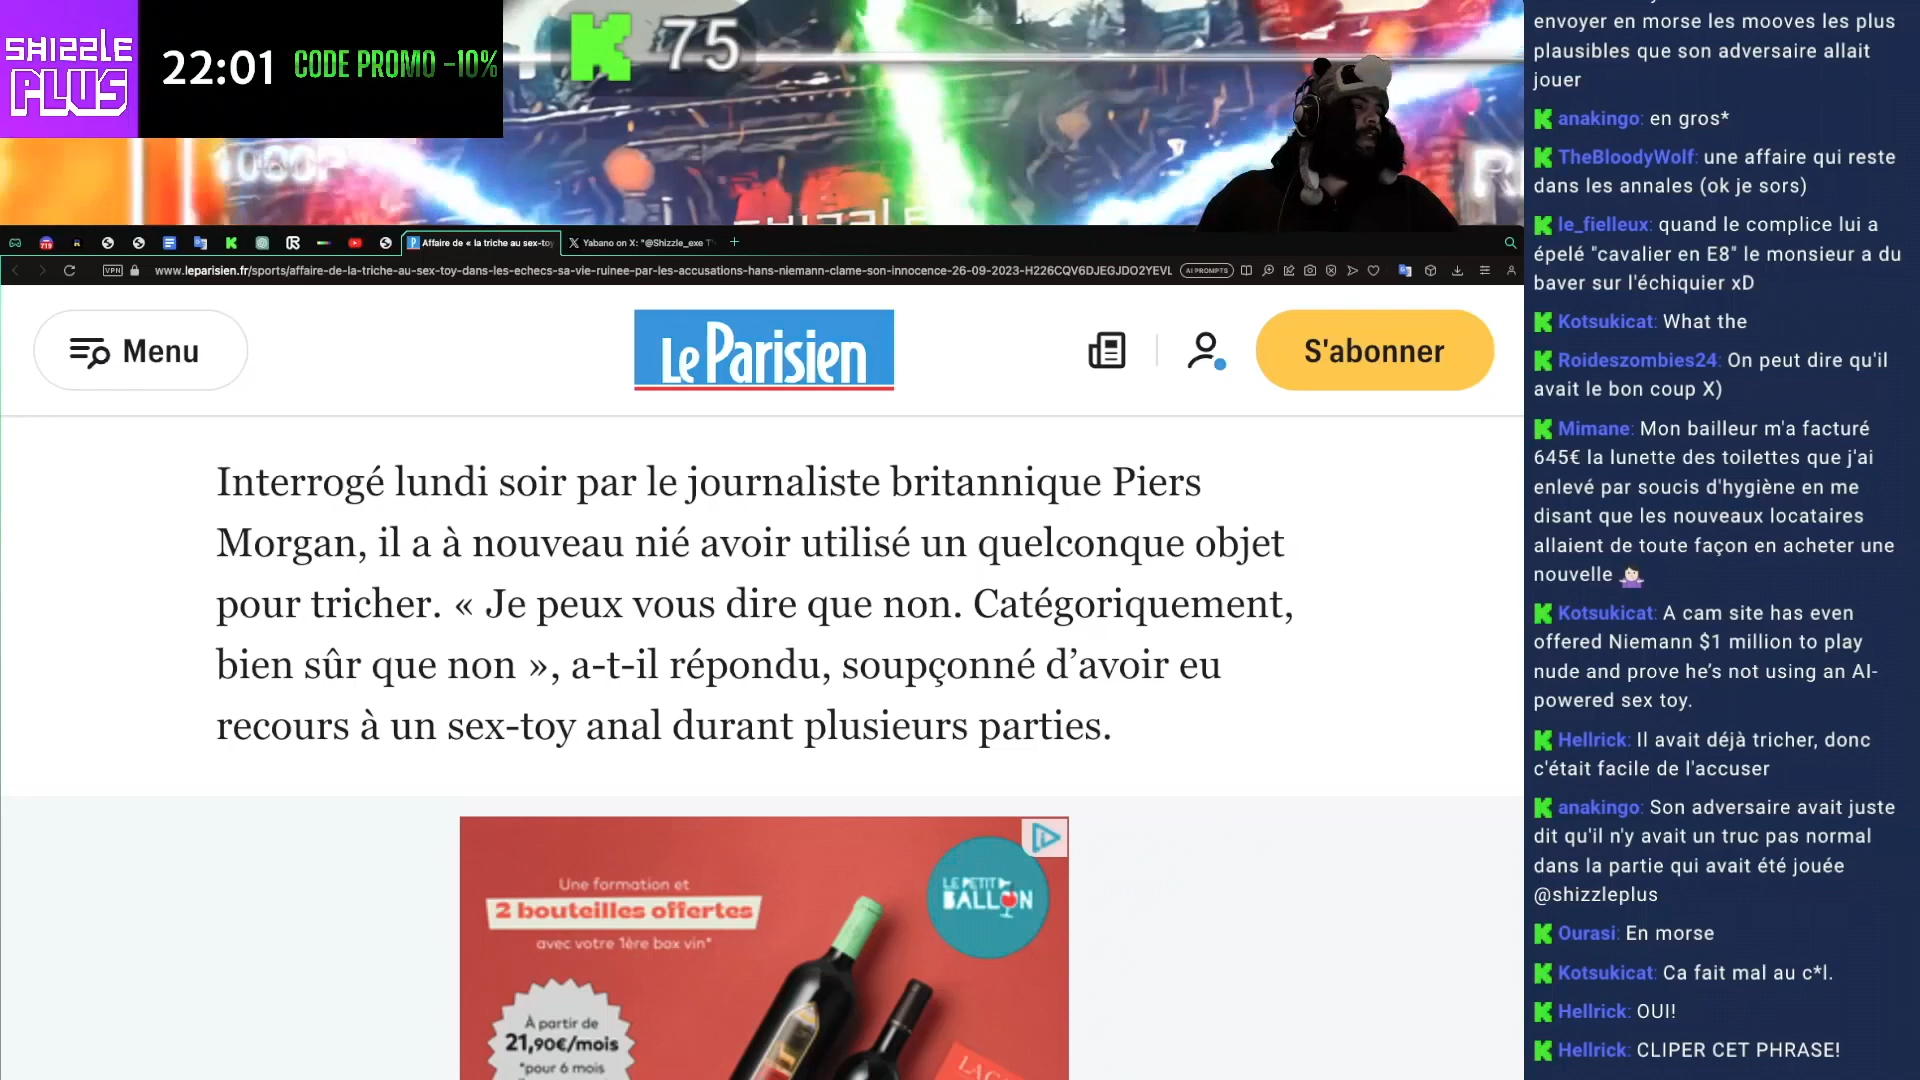 SHIZZLE
PLUS
22:01
CODE PROMO -10%
75
1080P
SHIZZLE
Affaire de « la triche au sex-toy
Yabano on X: "@Shizzle_exe T
VPN
www.leparisien.fr/sports/affaire-de-la-triche-au-sex-toy-dans-les-echecs-sa-vie-ruinee-par-les-accusations-hans-niemann-clame-son-innocence-26-09-2023-H226CQV6DJEGJDO2YEVL
AI PROMPTS
Menu
Le Parisien
S'abonner
Interrogé lundi soir par le journaliste britannique Piers
Morgan, il a à nouveau nié avoir utilisé un quelconque objet
pour tricher. « Je peux vous dire que non. Catégoriquement,
bien sûr que non », a-t-il répondu, soupçonné d’avoir eu
recours à un sex-toy anal durant plusieurs parties.
Une formation et
2 bouteilles offertes
avec votre 1ère box vin*
LE PETIT
BALLON
À partir de
21,90€/mois
*pour 6 mois
envoyer en morse les mooves les plus
plausibles que son adversaire allait
jouer
anakingo: en gros*
TheBloodyWolf: une affaire qui reste
dans les annales (ok je sors)
le_fielleux: quand le complice lui a
épelé "cavalier en E8" le monsieur a du
baver sur l'échiquier xD
Kotsukicat: What the
Roideszombies24: On peut dire qu'il
avait le bon coup X)
Mimane: Mon bailleur m'a facturé
645€ la lunette des toilettes que j'ai
enlevé par soucis d'hygiène en me
disant que les nouveaux locataires
allaient de toute façon en acheter une
nouvelle
Kotsukicat: A cam site has even
offered Niemann $1 million to play
nude and prove he’s not using an AI-
powered sex toy.
Hellrick: Il avait déjà tricher, donc
c'était facile de l'accuser
anakingo: Son adversaire avait juste
dit qu'il n'y avait un truc pas normal
dans la partie qui avait été jouée
@shizzleplus
Ourasi: En morse
Kotsukicat: Ca fait mal au c*l.
Hellrick: OUI!
Hellrick: CLIPER CET PHRASE!